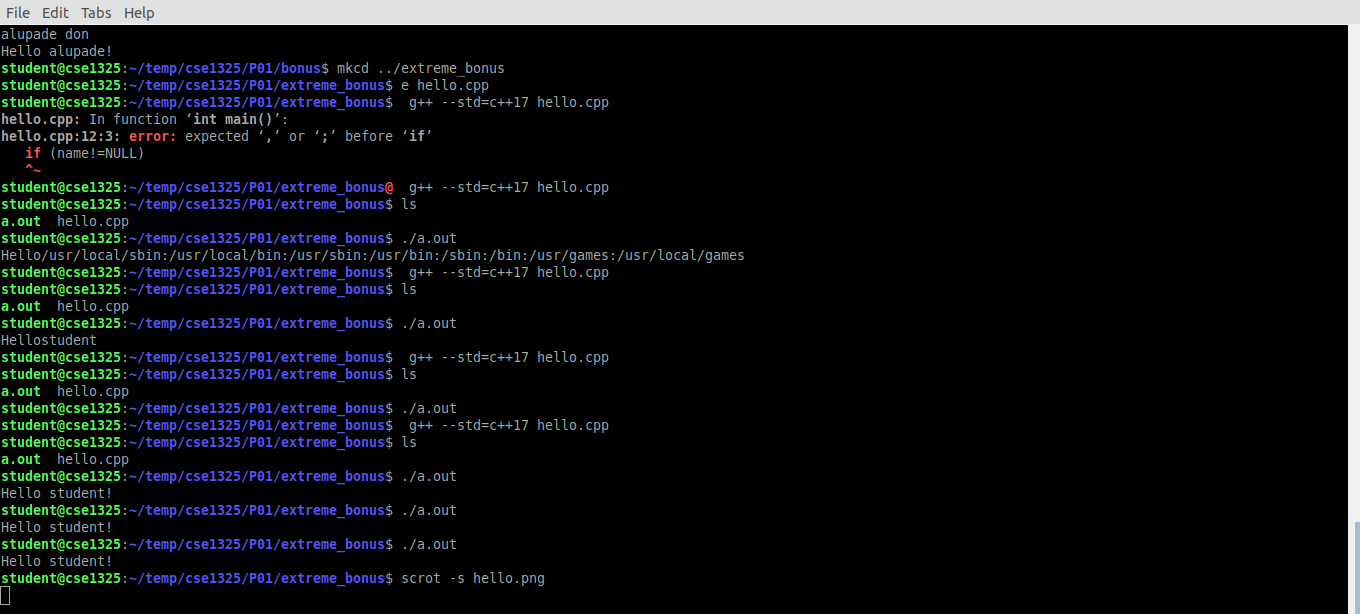 File Edit Tabs Help
alupade don
Hello alupade!
student@cse1325:~/temp/cse1325/P01/bonus$ mkcd ../extreme_bonus
student@cse1325:~/temp/cse1325/P01/extreme_bonus$ e hello.cpp
student@cse1325:~/temp/cse1325/P01/extreme_bonus$  g++ --std=c++17 hello.cpp
hello.cpp: In function ‘int main()’:
hello.cpp:12:3: error: expected ‘,’ or ‘;’ before ‘if’
   if (name!=NULL)
   ^~
student@cse1325:~/temp/cse1325/P01/extreme_bonus@  g++ --std=c++17 hello.cpp
student@cse1325:~/temp/cse1325/P01/extreme_bonus$ ls
a.out  hello.cpp
student@cse1325:~/temp/cse1325/P01/extreme_bonus$ ./a.out
Hello/usr/local/sbin:/usr/local/bin:/usr/sbin:/usr/bin:/sbin:/bin:/usr/games:/usr/local/games
student@cse1325:~/temp/cse1325/P01/extreme_bonus$  g++ --std=c++17 hello.cpp
student@cse1325:~/temp/cse1325/P01/extreme_bonus$ ls
a.out  hello.cpp
student@cse1325:~/temp/cse1325/P01/extreme_bonus$ ./a.out
Hellostudent
student@cse1325:~/temp/cse1325/P01/extreme_bonus$  g++ --std=c++17 hello.cpp
student@cse1325:~/temp/cse1325/P01/extreme_bonus$ ls
a.out  hello.cpp
student@cse1325:~/temp/cse1325/P01/extreme_bonus$ ./a.out
student@cse1325:~/temp/cse1325/P01/extreme_bonus$  g++ --std=c++17 hello.cpp
student@cse1325:~/temp/cse1325/P01/extreme_bonus$ ls
a.out  hello.cpp
student@cse1325:~/temp/cse1325/P01/extreme_bonus$ ./a.out
Hello student!
student@cse1325:~/temp/cse1325/P01/extreme_bonus$ ./a.out
Hello student!
student@cse1325:~/temp/cse1325/P01/extreme_bonus$ ./a.out
Hello student!
student@cse1325:~/temp/cse1325/P01/extreme_bonus$ scrot -s hello.png